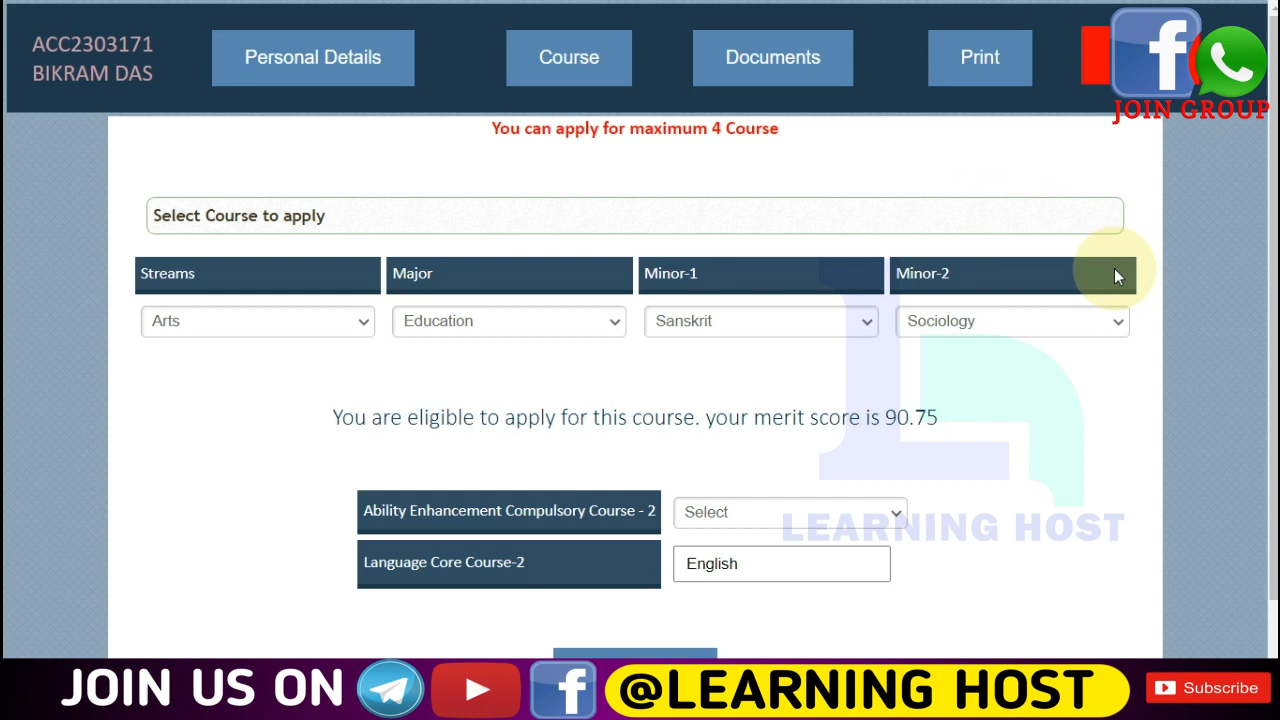 ACC2303171
BIKRAM DAS
Personal Details
Course
Documents
Print
JOIN GROUP
You can apply for maximum 4 Course
Select Course to apply
Streams Major Minor-1 Minor-2
Arts Education Sanskrit Sociology
You are eligible to apply for this course. your merit score is 90.75
Ability Enhancement Compulsory Course - 2 Select
LEARNING HOST
Language Core Course-2 English
JOIN US ON @LEARNING HOST Subscribe